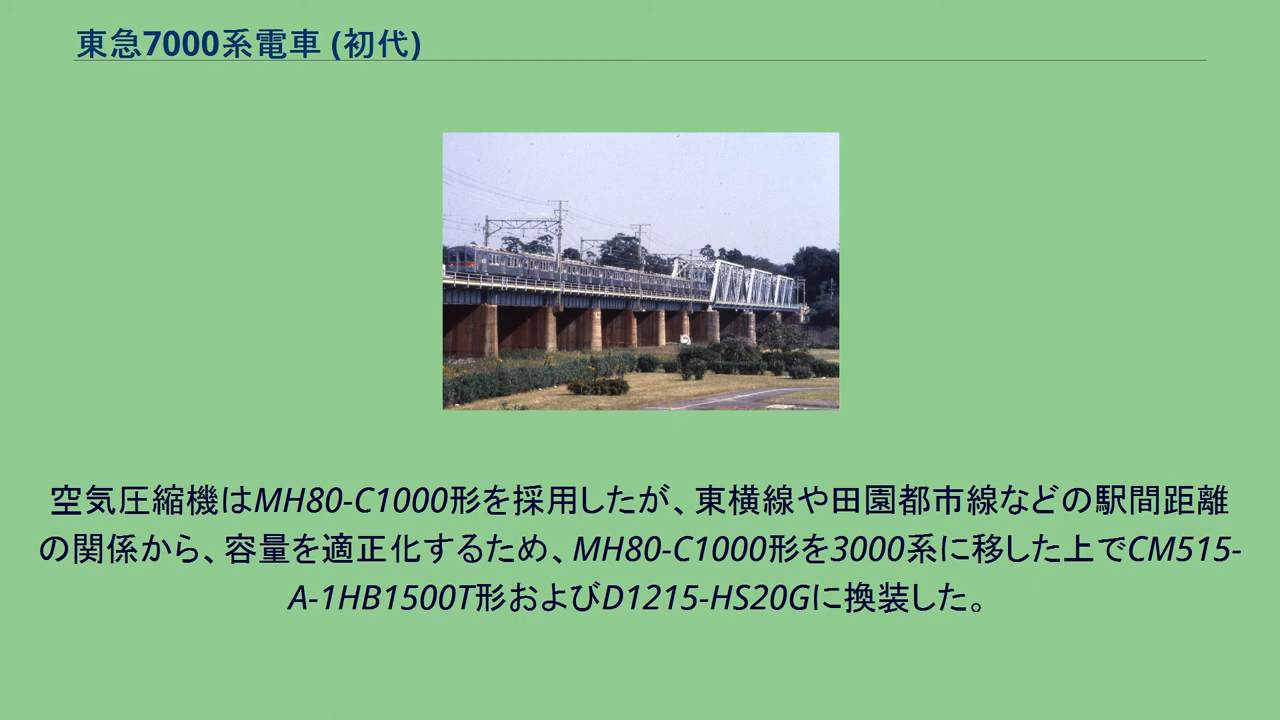 東急7000系電車 (初代)
空気圧縮機はMH80-C1000形を採用したが、東横線や田園都市線などの駅間距離
の関係から、容量を適正化するため、MH80-C1000形を3000系に移した上でCM515-
A-1HB1500T形およびD1215-HS20Gに換装した。